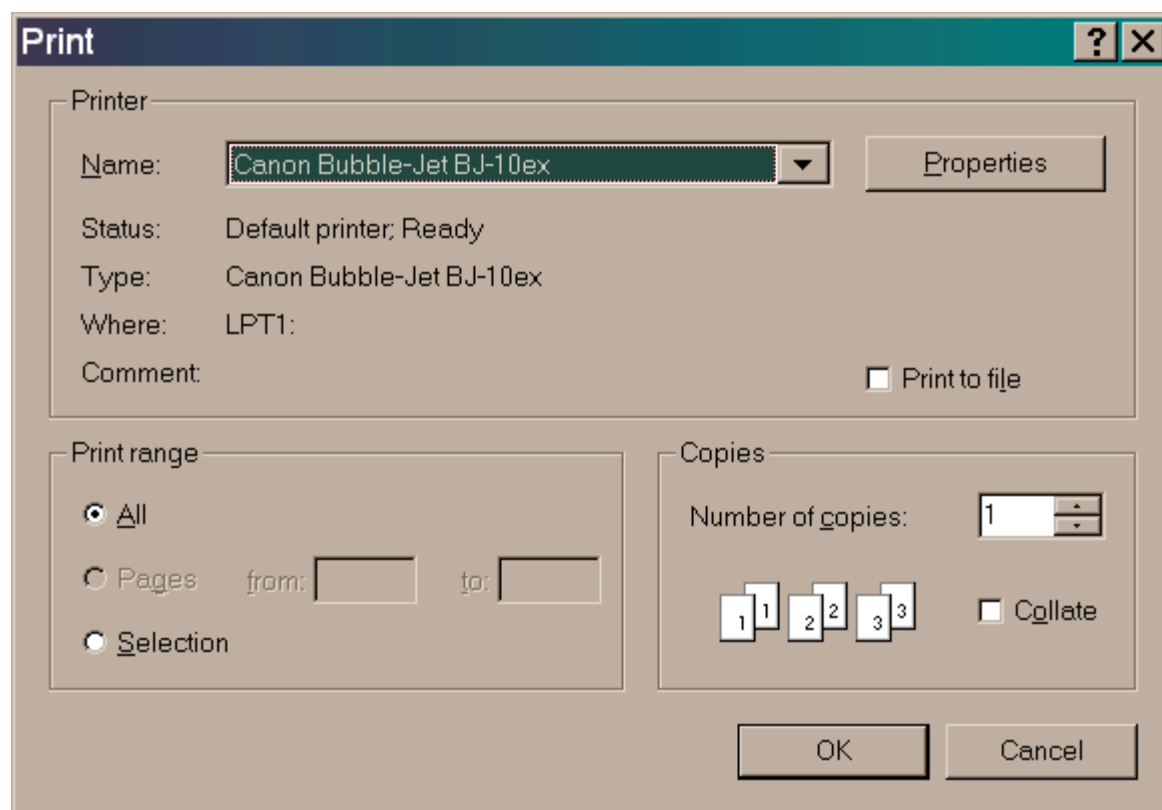 Print
Printer
Name: Canon Bubble-Jet BJ-10ex Properties
Status: Default printer; Ready
Type: Canon Bubble-Jet BJ-10ex
Where: LPT1:
Comment: Print to file
Print range
All
Pages from: to:
Selection
Copies
Number of copies: 1
1 1 2 2 3 3 Collate
OK Cancel